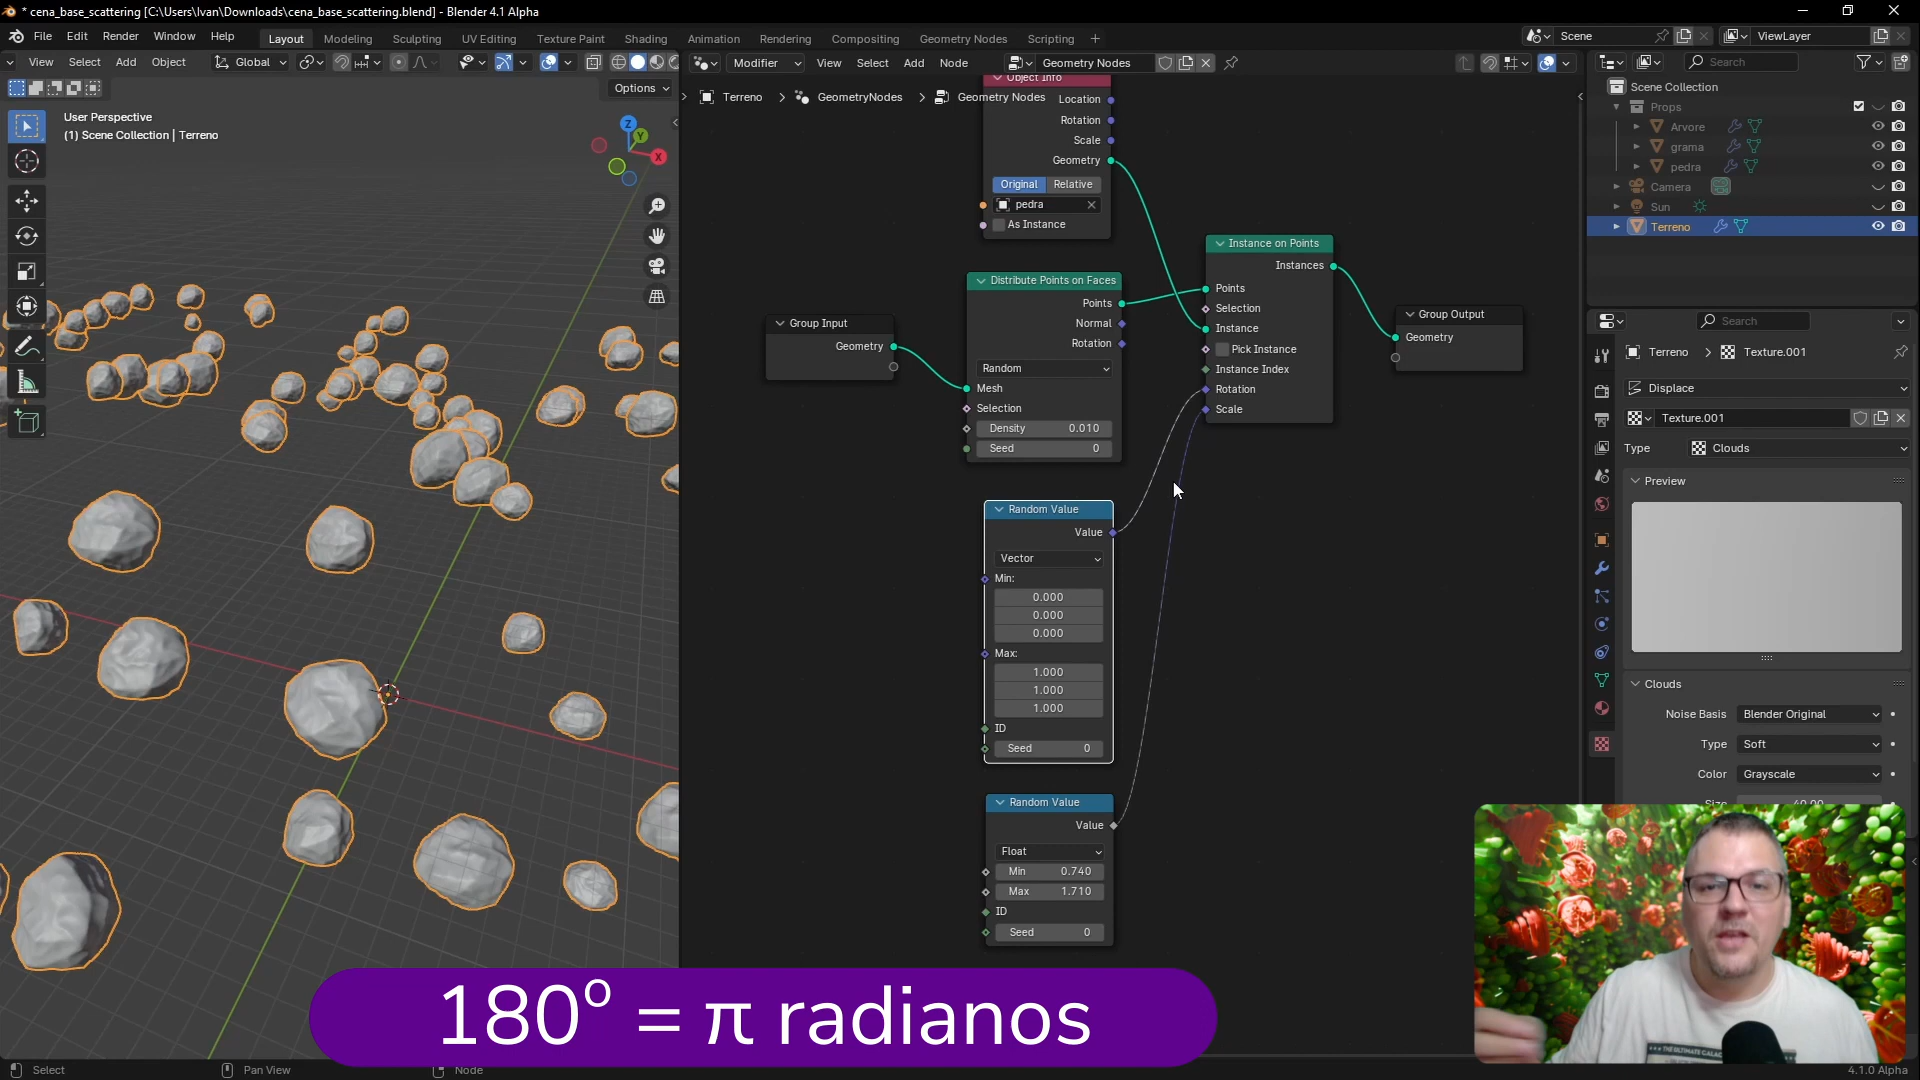 * cena_base_scattering [C:\Users\Ivan\Downloads\cena_base_scattering.blend] - Blender 4.1 Alpha
File Edit Render Window Help Layout Modeling Sculpting UV Editing Texture Paint Shading Animation Rendering Compositing Geometry Nodes Scripting + Scene ViewLayer
View Select Add Object Global
Options
User Perspective
(1) Scene Collection | Terreno
Z
Y
X
Modifier View Select Add Node Geometry Nodes
Terreno > GeometryNodes > Geometry Nodes
Object Info
Location
Rotation
Scale
Geometry
Original Relative
pedra
As Instance
Distribute Points on Faces
Points
Normal
Rotation
Random
Mesh
Selection
Density 0.010
Seed 0
Group Input
Geometry
Instance on Points
Instances
Points
Selection
Instance
Pick Instance
Instance Index
Rotation
Scale
Group Output
Geometry
Random Value
Value
Vector
Min:
0.000
0.000
0.000
Max:
1.000
1.000
1.000
ID
Seed 0
Random Value
Value
Float
Min 0.740
Max 1.710
ID
Seed 0
Search
Scene Collection
Props
Arvore
grama
pedra
Camera
Sun
Terreno
Search
Terreno > Texture.001
Displace
Texture.001
Type Clouds
Preview
Clouds
Noise Basis Blender Original
Type Soft
Color Grayscale
Size 40.00
180º = π radianos
THE ULTIMATE GALAC
Select Pan View Node 4.1.0 Alpha